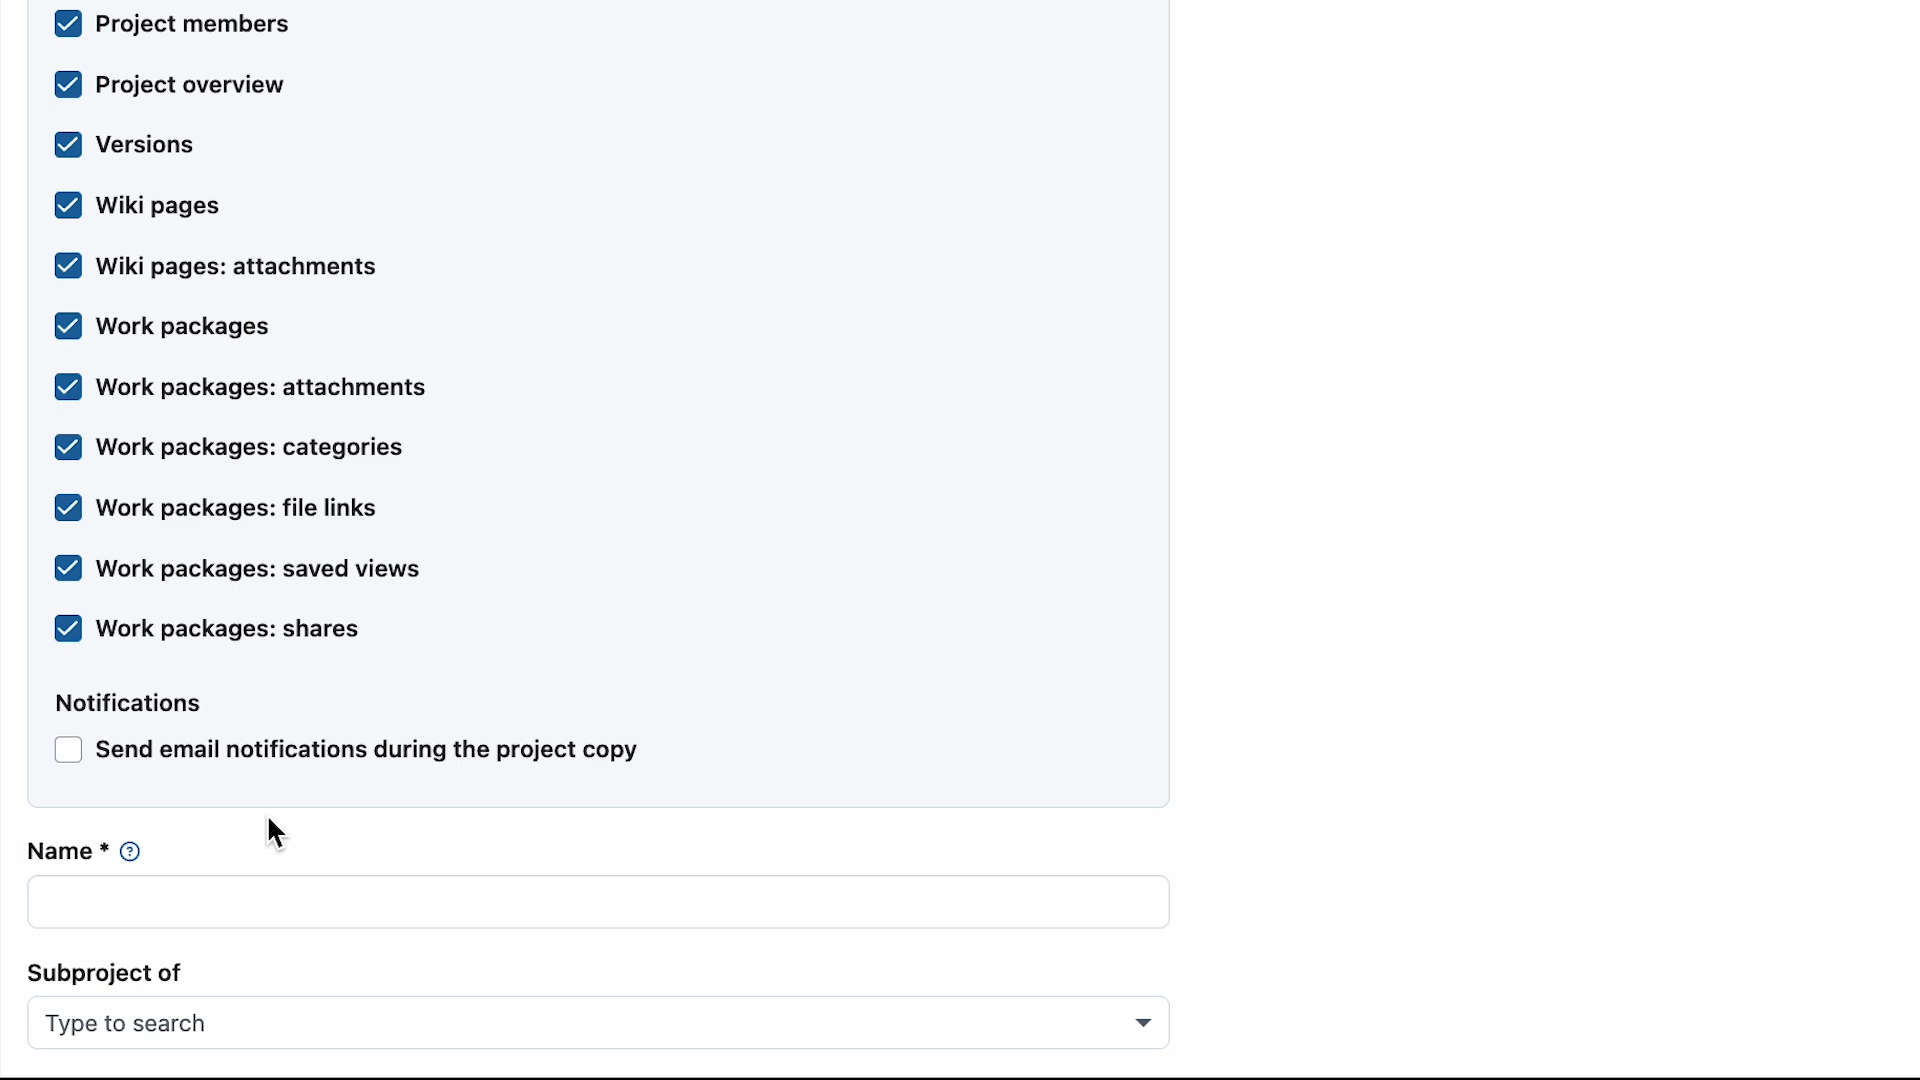 Project members
Project overview
Versions
Wiki pages
Wiki pages: attachments
Work packages
Work packages: attachments
Work packages: categories
Work packages: file links
Work packages: saved views
Work packages: shares
Notifications
Send email notifications during the project copy
Name *
Subproject of
Type to search